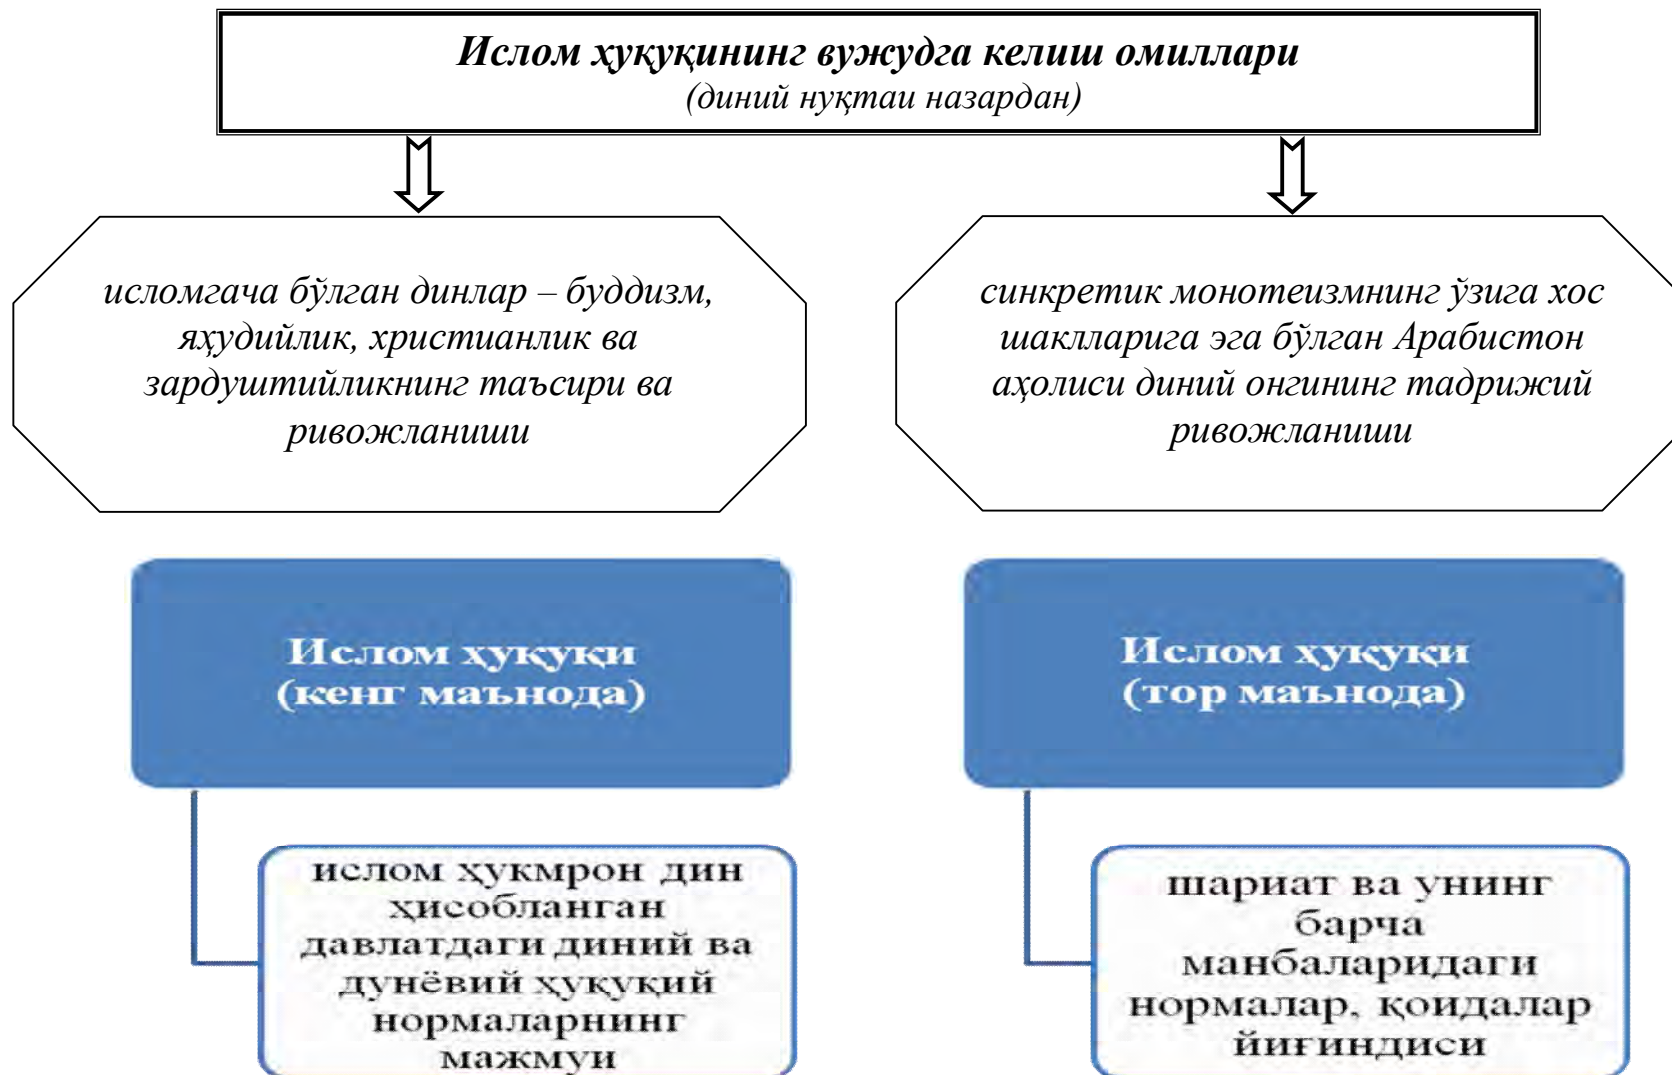 Ислом ҳуқуқининг вужудга келиш омиллари
(диний нуқтаи назардан)
исломгача бўлган динлар – буддизм,
яҳудийлик, христианлик ва
зардуштийликнинг таъсири ва
ривожланиши
синкретик монотеизмнинг ўзига хос
шаклларига эга бўлган Арабистон
аҳолиси диний онгининг тадрижий
ривожланиши
Ислом ҳуқуқи
(кенг маънода)
ислом ҳукмрон дин
ҳисобланган
давлатдаги диний ва
дунёвий ҳуқуқий
нормаларнинг
мажмуи
Ислом ҳуқуқи
(тор маънода)
шариат ва унинг
барча
манбаларидаги
нормалар, қоидалар
йиғиндиси